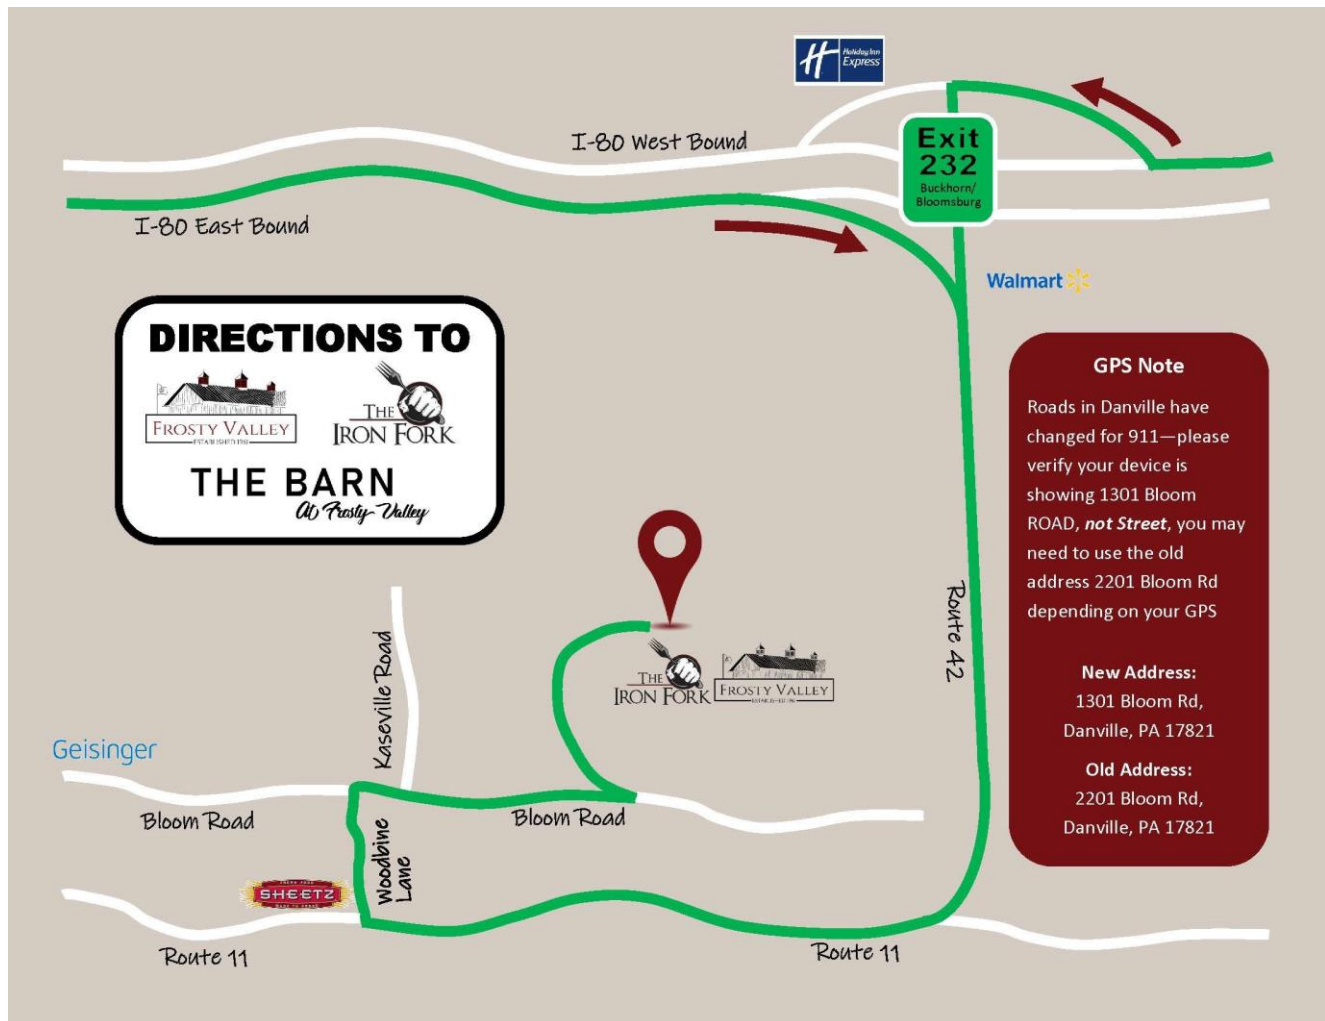 Holiday Inn
Express
I-80 West Bound
Exit
232
Buckhorn/
Bloomsburg
I-80 East Bound
Walmart
DIRECTIONS TO
FROSTY VALLEY
THE
IRON FORK
THE BARN
At Frosty Valley
GPS Note
Roads in Danville have
changed for 911—please
verify your device is
showing 1301 Bloom
ROAD, not Street, you may
need to use the old
address 2201 Bloom Rd
depending on your GPS
New Address:
1301 Bloom Rd,
Danville, PA 17821
Old Address:
2201 Bloom Rd,
Danville, PA 17821
Route 42
THE
IRON FORK
FROSTY VALLEY
Kaseville Road
Geisinger
Bloom Road
Bloom Road
Woodbine
Lane
SHEETZ
Route 11
Route 11